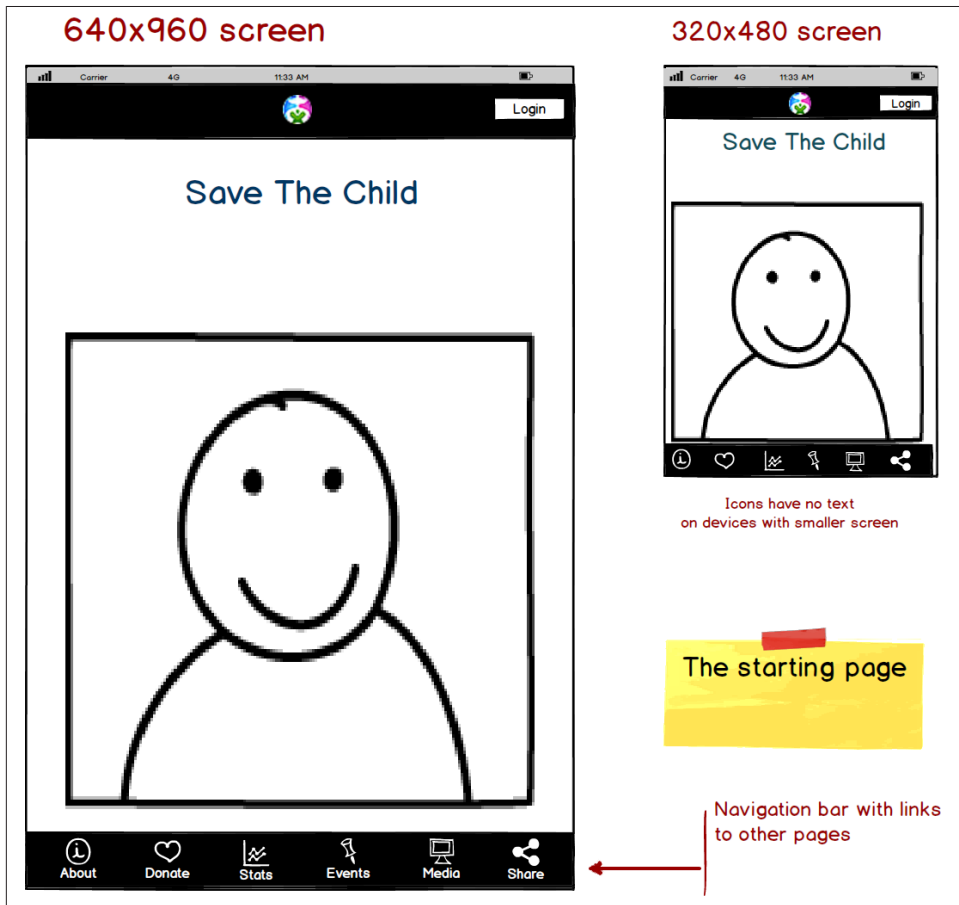 640x960 screen
320x480 screen
Carrier 4G 11:33 AM
Login
Save The Child
About Donate Stats Events Media Share
Carrier 4G 11:33 AM
Login
Save The Child
Icons have no text
on devices with smaller screen
The starting page
Navigation bar with links
to other pages